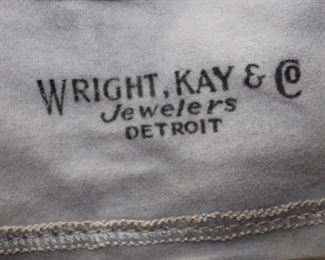 WRIGHT, KAY & CO
Jewelers
DETROIT